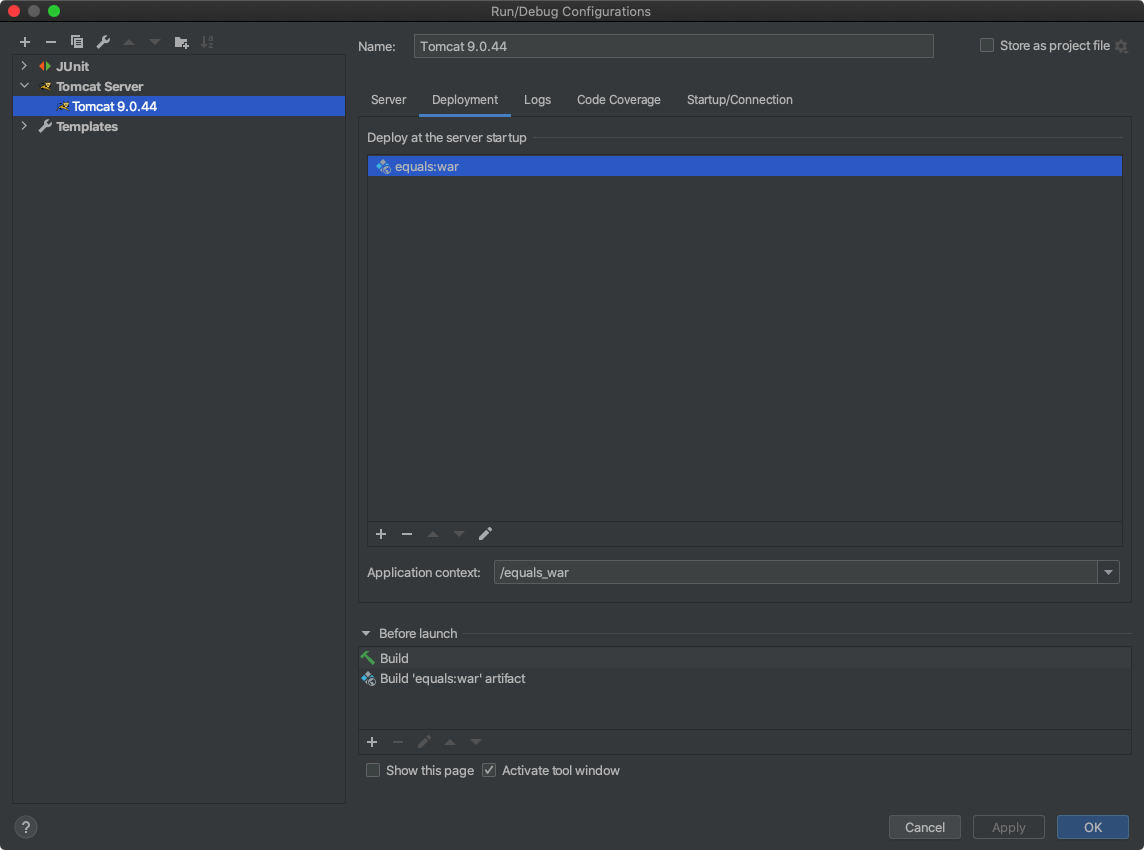 Run/Debug Configurations
Name: Tomcat 9.0.44 Store as project file
JUnit
Tomcat Server
Tomcat 9.0.44
Templates
Server Deployment Logs Code Coverage Startup/Connection
Deploy at the server startup
equals:war
Application context: /equals_war
Before launch
Build
Build 'equals:war' artifact
Show this page Activate tool window
? Cancel Apply OK